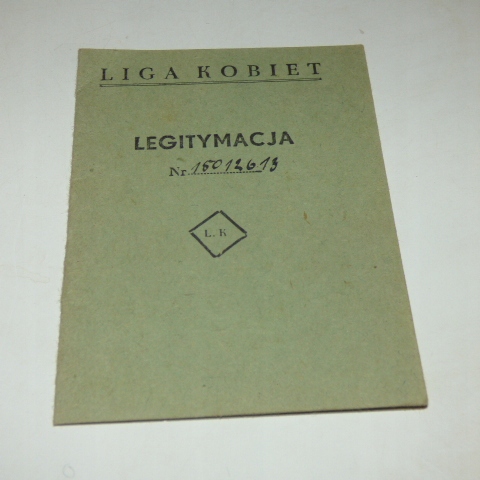 LIGA KOBIET
LEGITYMACJA
Nr 15012613
L. K